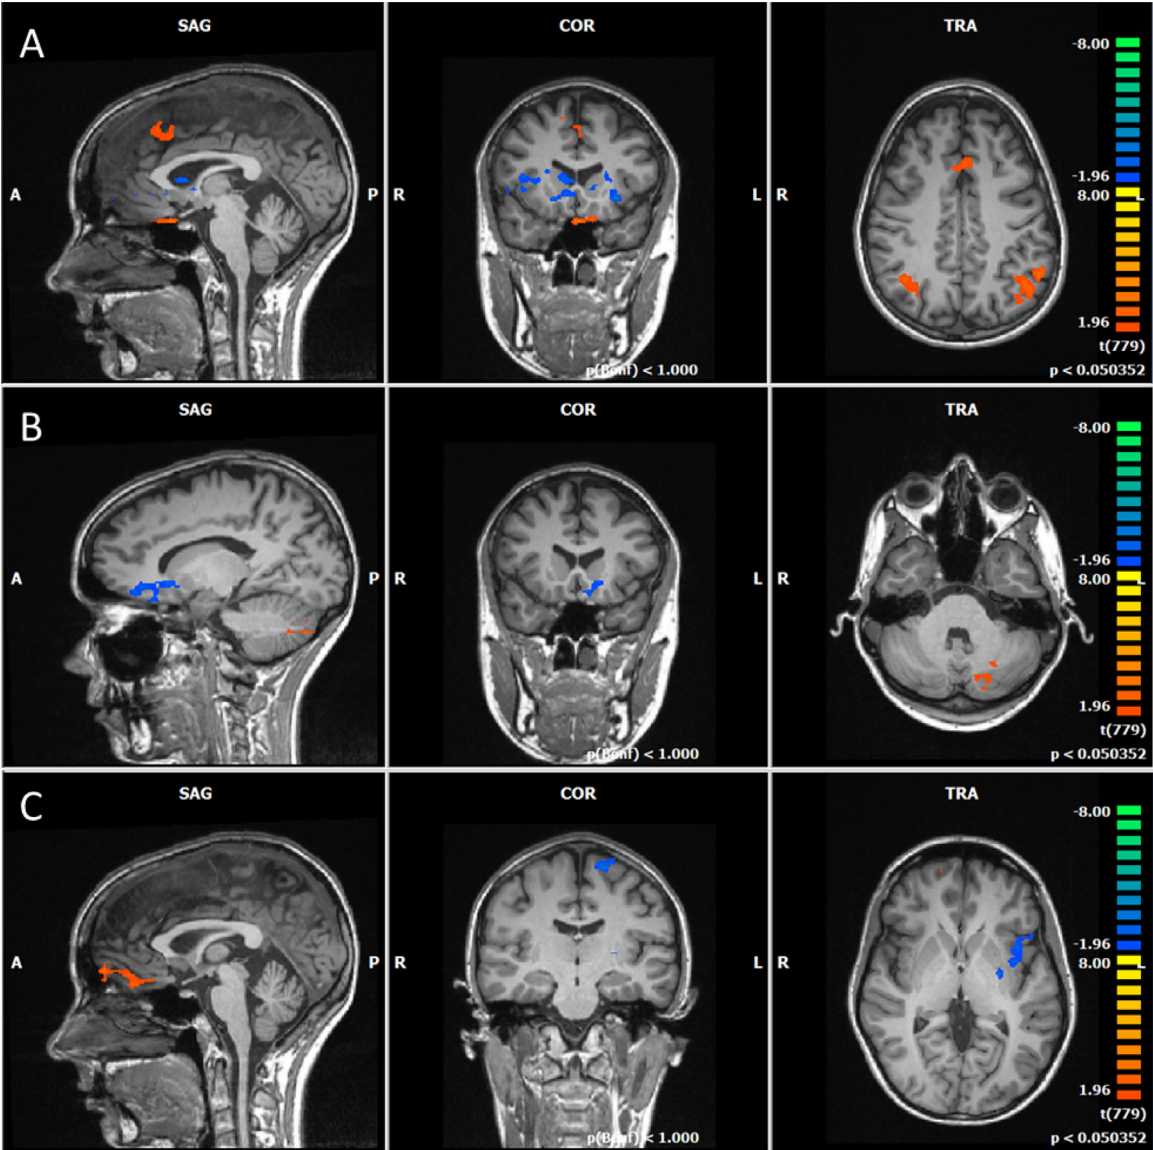 A
SAG
COR
TRA
-8.00
A
P
R
L
R
-1.96
8.00
L
1.96
t(779)
p(Bonf) < 1.000
p < 0.050352
B
SAG
COR
TRA
-8.00
A
P
R
L
R
-1.96
8.00
L
1.96
t(779)
p(Bonf) < 1.000
p < 0.050352
C
SAG
COR
TRA
-8.00
A
P
R
L
R
-1.96
8.00
L
1.96
t(779)
p(Bonf) < 1.000
p < 0.050352